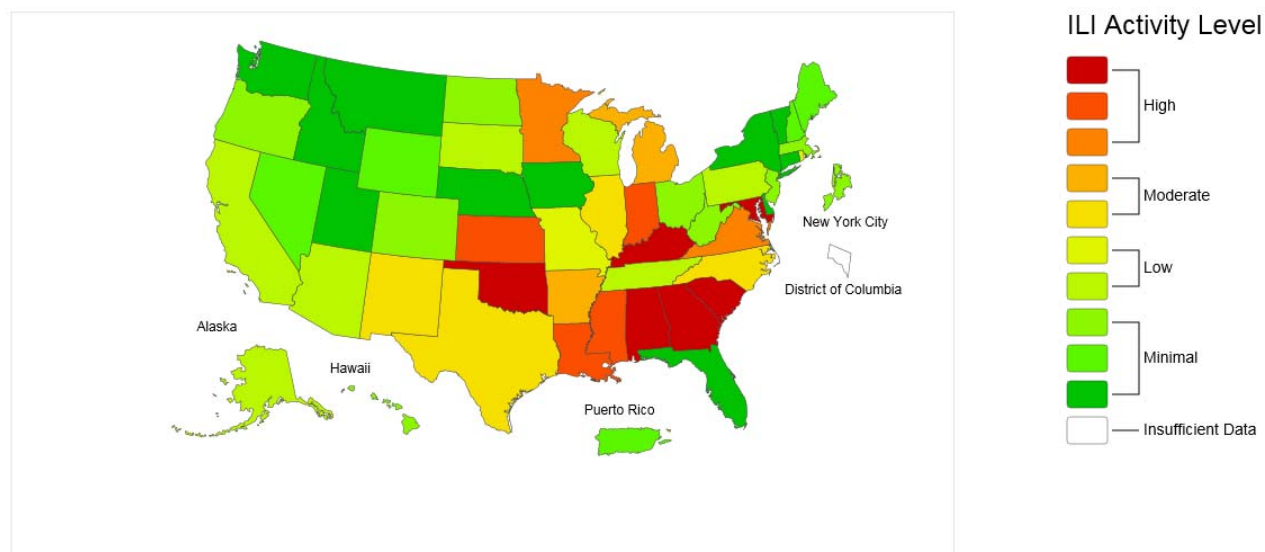 ILI Activity Level
High
Moderate
New York City
Low
District of Columbia
Alaska
Hawaii
Minimal
Puerto Rico
Insufficient Data